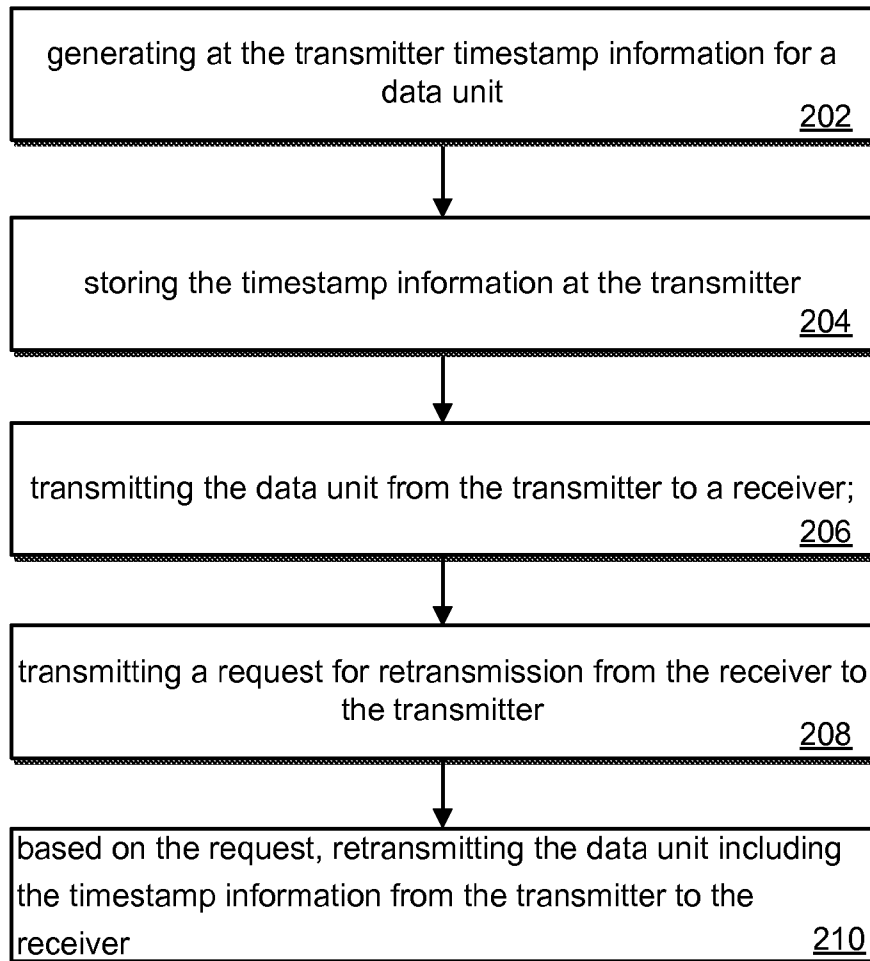 generating at the transmitter timestamp information for a
data unit
202
storing the timestamp information at the transmitter
204
transmitting the data unit from the transmitter to a receiver;
206
transmitting a request for retransmission from the receiver to
the transmitter
208
based on the request, retransmitting the data unit including
the timestamp information from the transmitter to the
receiver
210